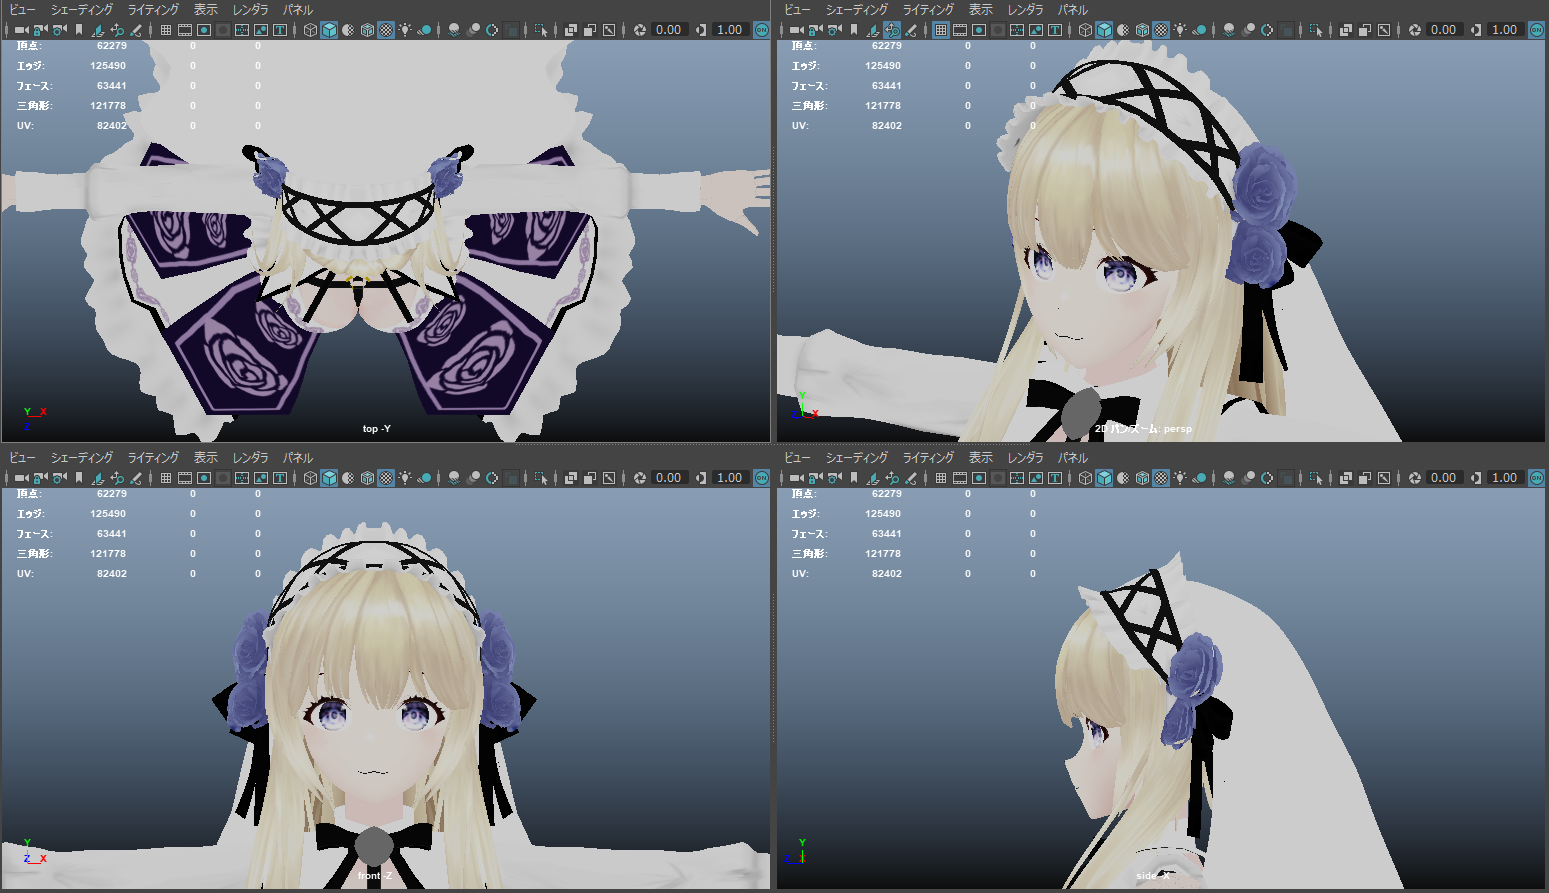 ビュー シェーディング ライティング 表示 レンダラ パネル
0.00 1.00 ON
頂点: 62279 0 0
エッジ: 125490 0 0
フェース: 63441 0 0
三角形: 121778 0 0
UV: 82402 0 0
Y X
Z
top -Y
ビュー シェーディング ライティング 表示 レンダラ パネル
0.00 1.00 ON
頂点: 62279 0 0
エッジ: 125490 0 0
フェース: 63441 0 0
三角形: 121778 0 0
UV: 82402 0 0
Y
Z X
2D パン/ズーム: persp
ビュー シェーディング ライティング 表示 レンダラ パネル
0.00 1.00 ON
頂点: 62279 0 0
エッジ: 125490 0 0
フェース: 63441 0 0
三角形: 121778 0 0
UV: 82402 0 0
Y
Z X
front -Z
ビュー シェーディング ライティング 表示 レンダラ パネル
0.00 1.00 ON
頂点: 62279 0 0
エッジ: 125490 0 0
フェース: 63441 0 0
三角形: 121778 0 0
UV: 82402 0 0
Y
Z X
side -X